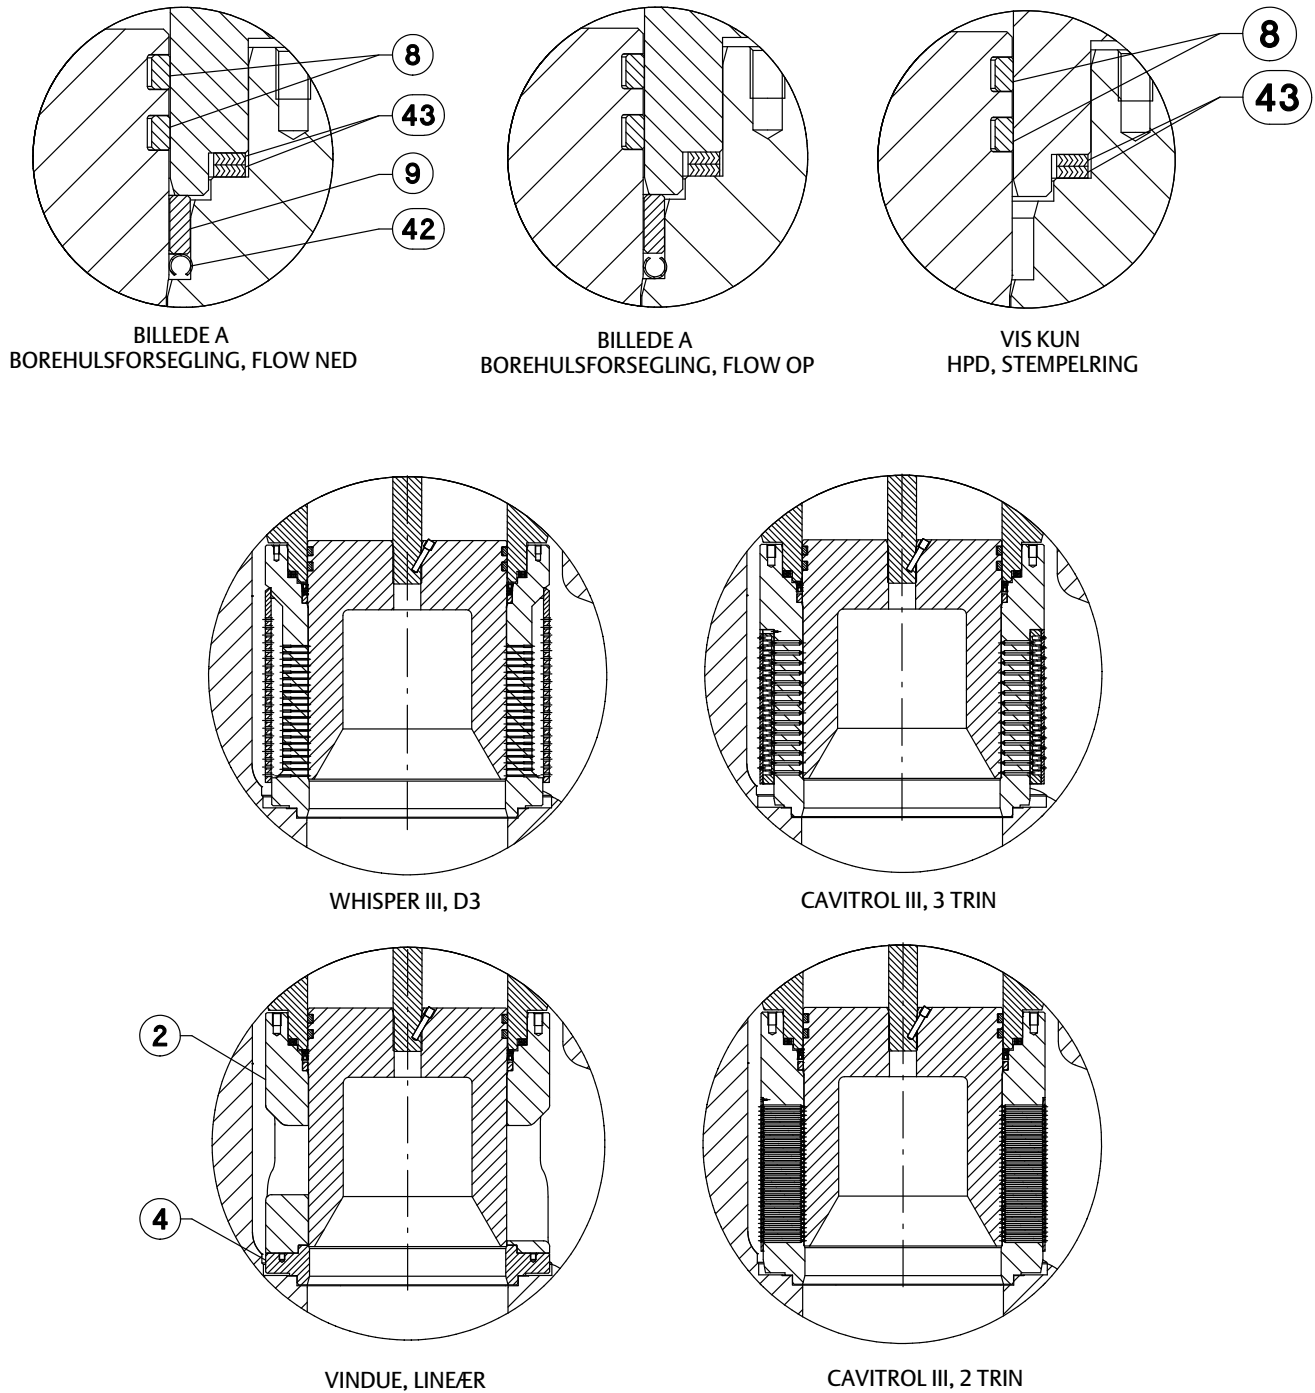 8
43
9
42
BILLEDE A
BOREHULSFORSEGLING, FLOW NED
BILLEDE A
BOREHULSFORSEGLING, FLOW OP
8
43
VIS KUN
HPD, STEMPELRING
WHISPER III, D3
CAVITROL III, 3 TRIN
2
4
VINDUE, LINEÆR
CAVITROL III, 2 TRIN